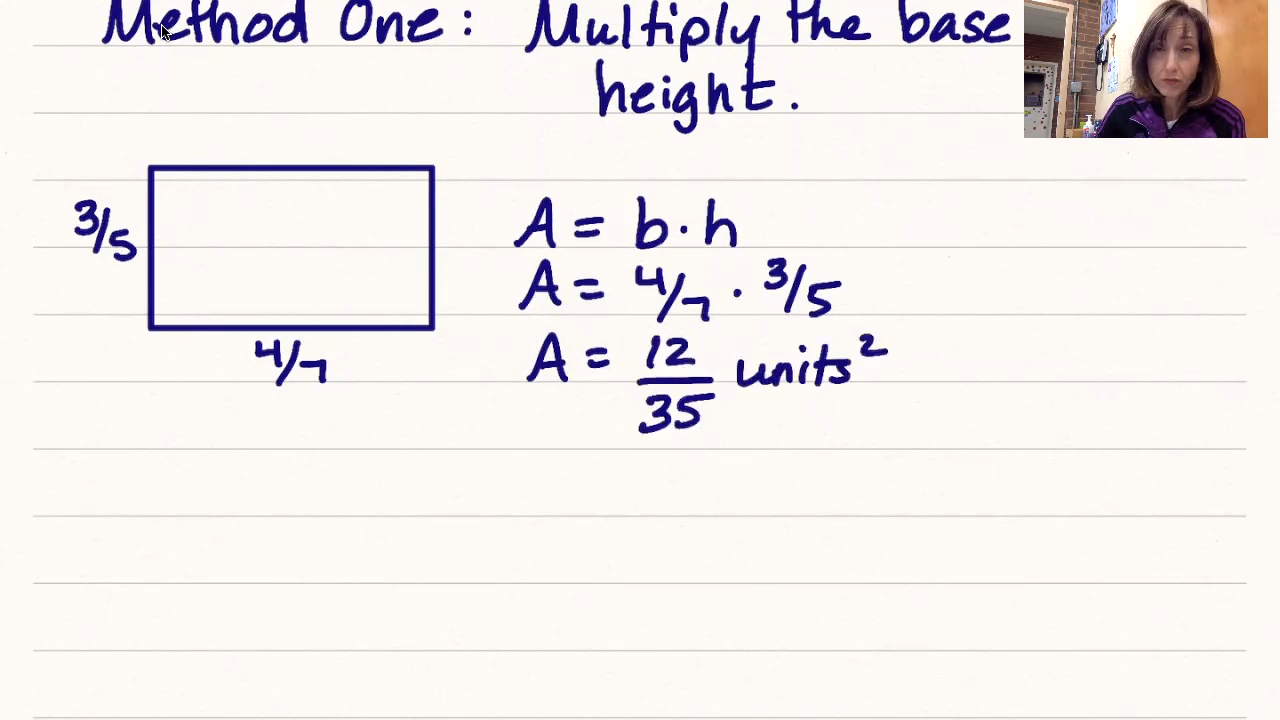 Method One: Multiply the base
height.
3/5
A = b·h
A = 4/7 · 3/5
4/7
A = 12/35 units²